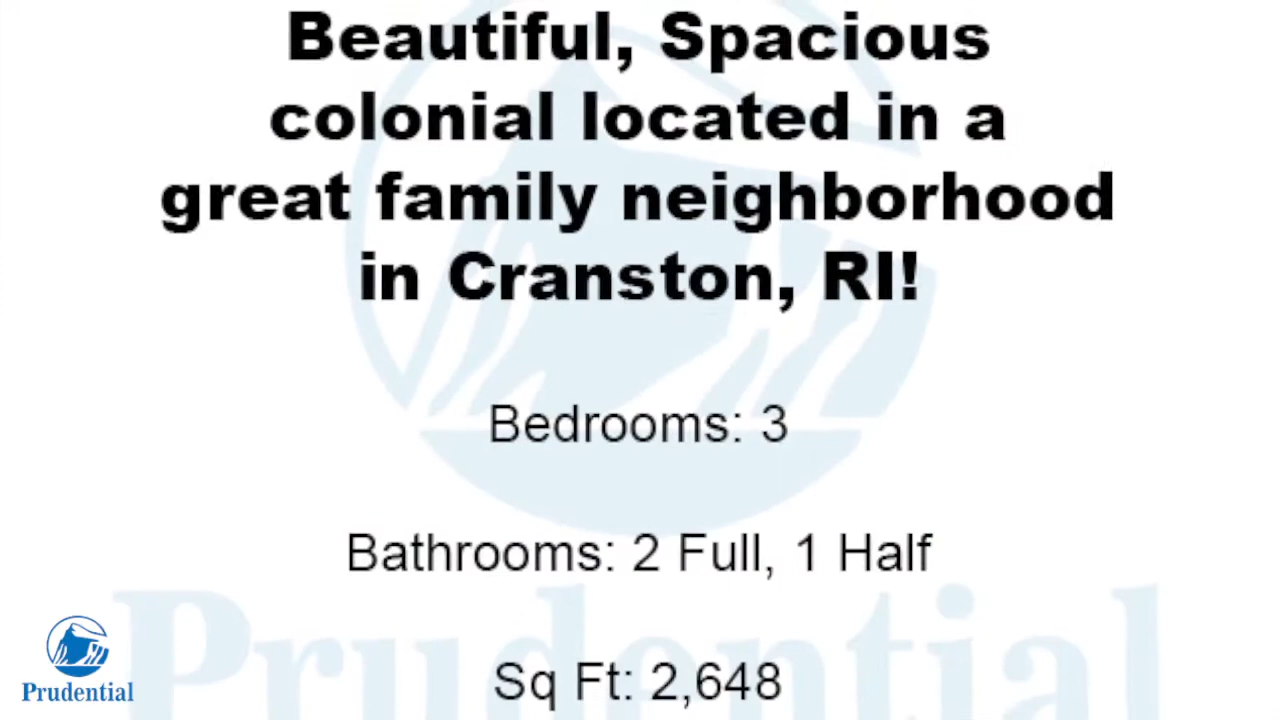 Beautiful, Spacious
colonial located in a
great family neighborhood
in Cranston, RI!
Bedrooms: 3
Bathrooms: 2 Full, 1 Half
Prudential
Sq Ft: 2,648
Prudential